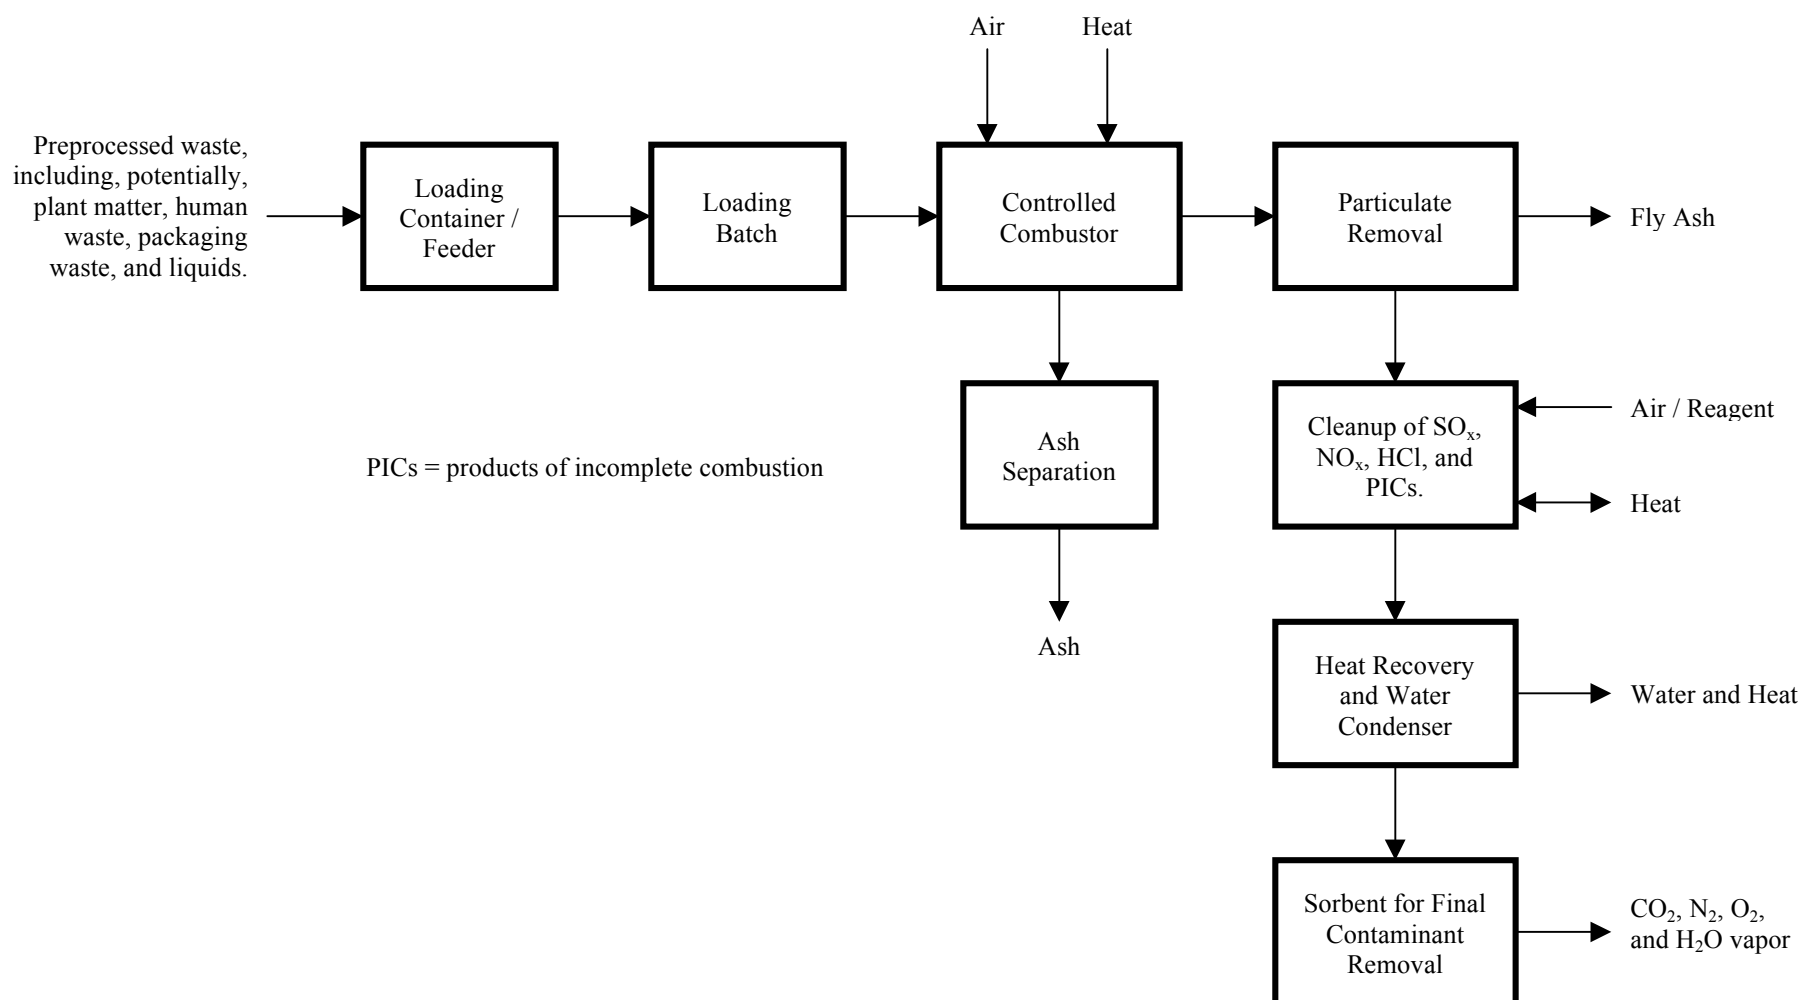 Air
Heat
Preprocessed waste,
including, potentially,
plant matter, human
waste, packaging
waste, and liquids.
Loading
Container /
Feeder
Loading
Batch
Controlled
Combustor
Particulate
Removal
Fly Ash
Ash
Separation
Cleanup of SOₓ,
NOₓ, HCl, and
PICs.
Air / Reagent
Heat
PICs = products of incomplete combustion
Ash
Heat Recovery
and Water
Condenser
Water and Heat
Sorbent for Final
Contaminant
Removal
CO₂, N₂, O₂,
and H₂O vapor